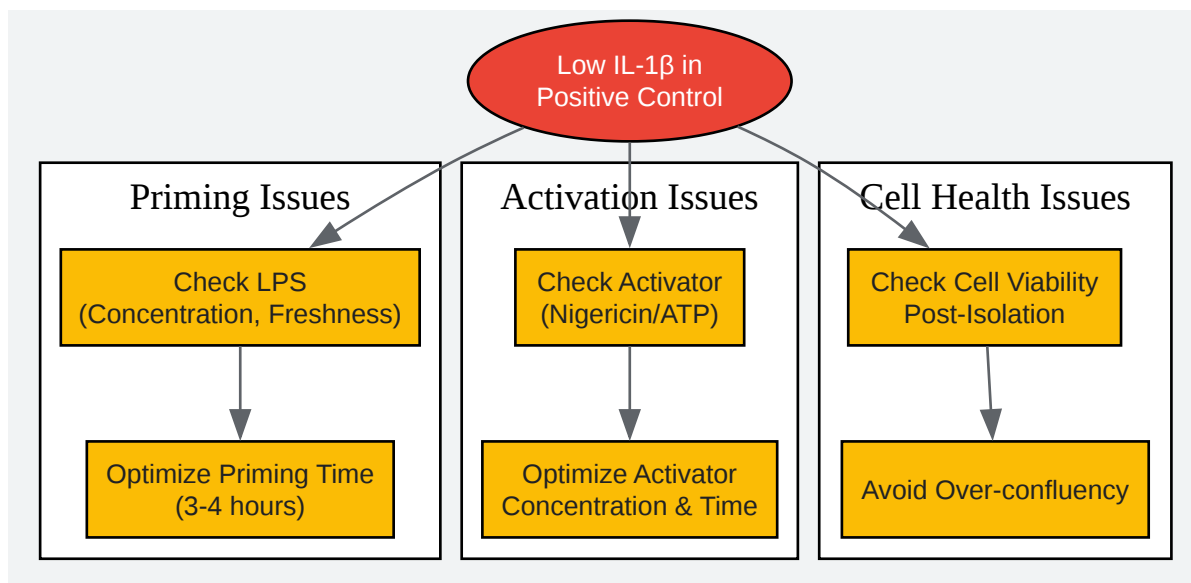 Low IL-1β in
Positive Control
Priming Issues
Check LPS
(Concentration, Freshness)
Optimize Priming Time
(3-4 hours)
Activation Issues
Check Activator
(Nigericin/ATP)
Optimize Activator
Concentration & Time
Cell Health Issues
Check Cell Viability
Post-Isolation
Avoid Over-confluency